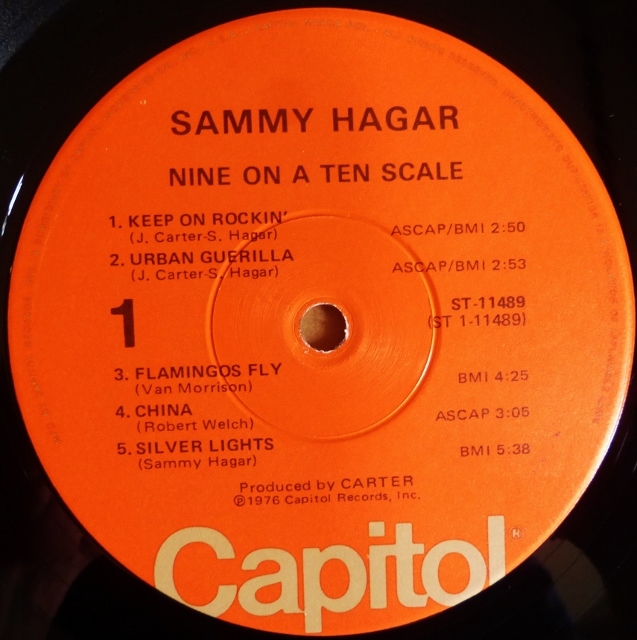 SAMMY HAGAR
NINE ON A TEN SCALE
1. KEEP ON ROCKIN'
(J. Carter-S. Hagar) ASCAP/BMI 2:50
2. URBAN GUERILLA
(J. Carter-S. Hagar) ASCAP/BMI 2:53
1
ST-11489
(ST 1-11489)
3. FLAMINGOS FLY
(Van Morrison) BMI 4:25
4. CHINA
(Robert Welch) ASCAP 3:05
5. SILVER LIGHTS
(Sammy Hagar) BMI 5:38
Produced by CARTER
℗1976 Capitol Records, Inc.
Capitol®